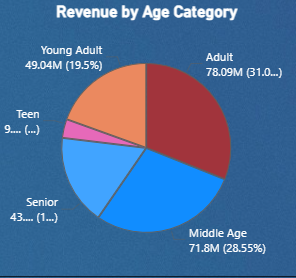 Revenue by Age Category
Young Adult
49.04M (19.5%)
Adult
78.09M (31.0...)
Teen
9.... (...)
Senior
43.... (1...)
Middle Age
71.8M (28.55%)